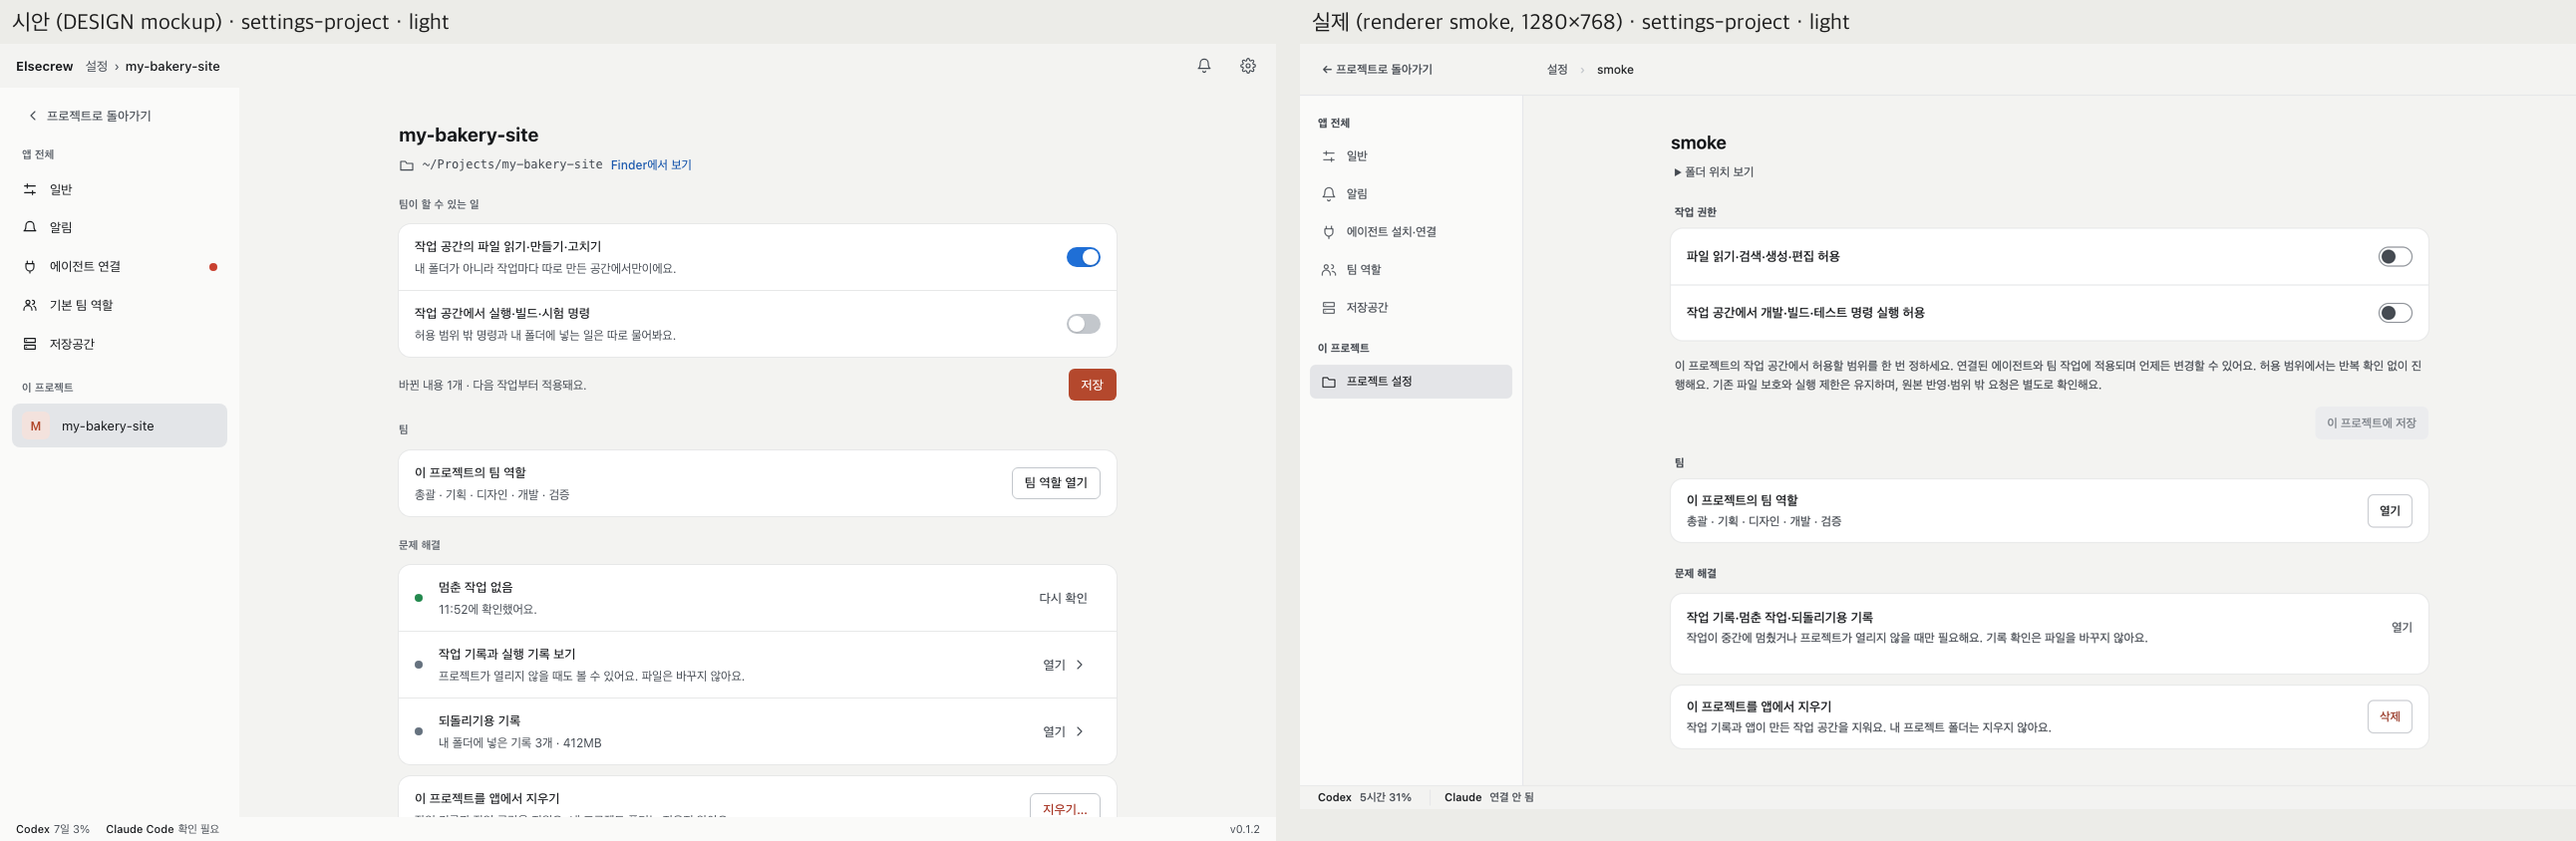 시안 (DESIGN mockup) · settings-project · light
Elsecrew 설정 › my-bakery-site
프로젝트로 돌아가기
앱 전체
일반
알림
에이전트 연결
기본 팀 역할
저장공간
이 프로젝트
M my-bakery-site
my-bakery-site
~/Projects/my-bakery-site Finder에서 보기
팀이 할 수 있는 일
작업 공간의 파일 읽기·만들기·고치기
내 폴더가 아니라 작업마다 따로 만든 공간에서만이에요.
작업 공간에서 실행·빌드·시험 명령
허용 범위 밖 명령과 내 폴더에 넣는 일은 따로 물어봐요.
바뀐 내용 1개 · 다음 작업부터 적용돼요. 저장
팀
이 프로젝트의 팀 역할
총괄 · 기획 · 디자인 · 개발 · 검증
팀 역할 열기
문제 해결
멈춘 작업 없음
11:52에 확인했어요.
다시 확인
작업 기록과 실행 기록 보기
프로젝트가 열리지 않을 때도 볼 수 있어요. 파일은 바꾸지 않아요.
열기
되돌리기용 기록
내 폴더에 넣은 기록 3개 · 412MB
열기
이 프로젝트를 앱에서 지우기
지우기...
Codex 7일 3% Claude Code 확인 필요
v0.1.2
실제 (renderer smoke, 1280×768) · settings-project · light
← 프로젝트로 돌아가기
설정 › smoke
앱 전체
일반
알림
에이전트 설치·연결
팀 역할
저장공간
이 프로젝트
프로젝트 설정
smoke
▶ 폴더 위치 보기
작업 권한
파일 읽기·검색·생성·편집 허용
작업 공간에서 개발·빌드·테스트 명령 실행 허용
이 프로젝트의 작업 공간에서 허용할 범위를 한 번 정하세요. 연결된 에이전트와 팀 작업에 적용되며 언제든 변경할 수 있어요. 허용 범위에서는 반복 확인 없이 진
행해요. 기존 파일 보호와 실행 제한은 유지하며, 원본 반영·범위 밖 요청은 별도로 확인해요.
이 프로젝트에 저장
팀
이 프로젝트의 팀 역할
총괄 · 기획 · 디자인 · 개발 · 검증
열기
문제 해결
작업 기록·멈춘 작업·되돌리기용 기록
작업이 중간에 멈췄거나 프로젝트가 열리지 않을 때만 필요해요. 기록 확인은 파일을 바꾸지 않아요.
열기
이 프로젝트를 앱에서 지우기
작업 기록과 앱이 만든 작업 공간을 지워요. 내 프로젝트 폴더는 지우지 않아요.
삭제
Codex 5시간 31% Claude 연결 안 됨